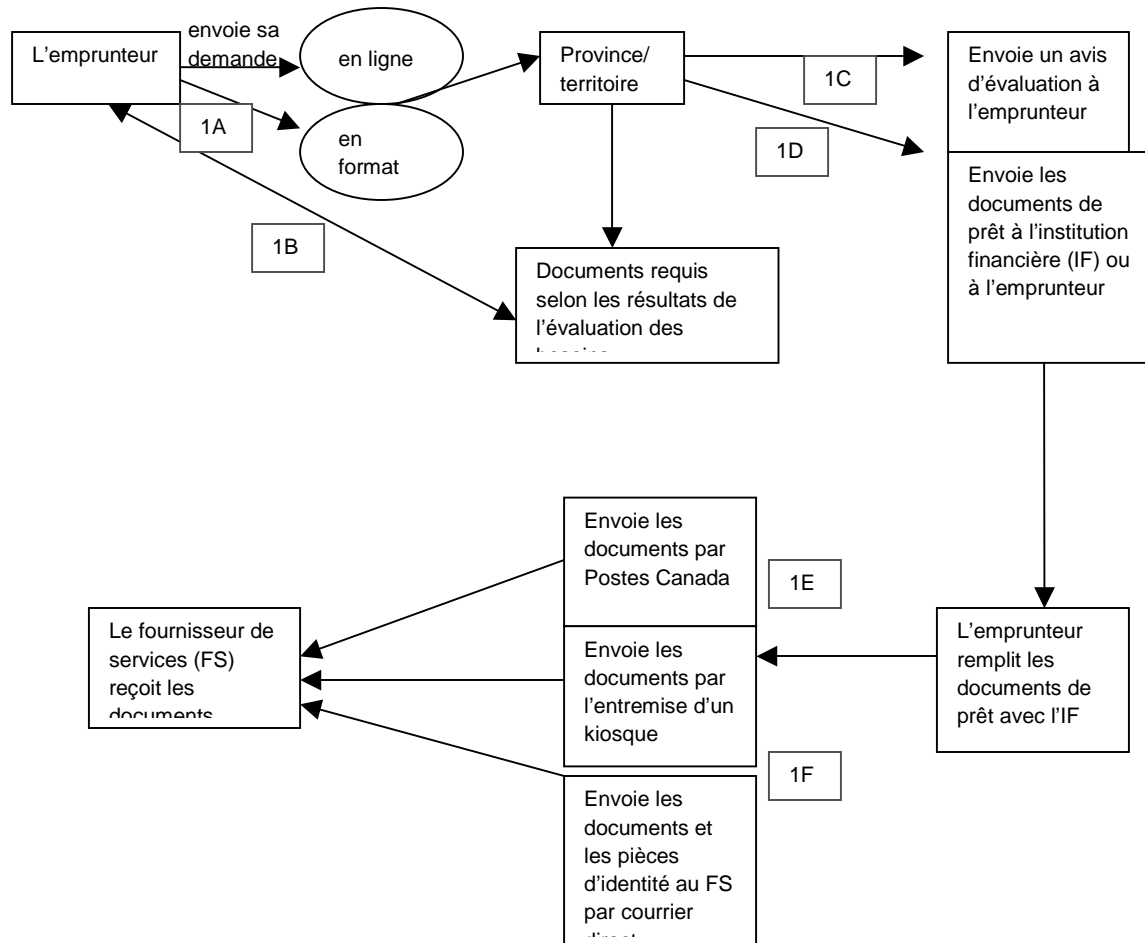 L’emprunteur
envoie sa
demande
en ligne
1A
en
format
1B
Province/
territoire
1C
1D
Envoie un avis
d’évaluation à
l’emprunteur
Envoie les
documents de
prêt à l’institution
financière (IF) ou
à l’emprunteur
Documents requis
selon les résultats de
l’évaluation des
Envoie les
documents par
Postes Canada
1E
Le fournisseur de
services (FS)
reçoit les
documents
Envoie les
documents par
l’entremise d’un
kiosque
L’emprunteur
remplit les
documents de
prêt avec l’IF
1F
Envoie les
documents et
les pièces
d’identité au FS
par courrier